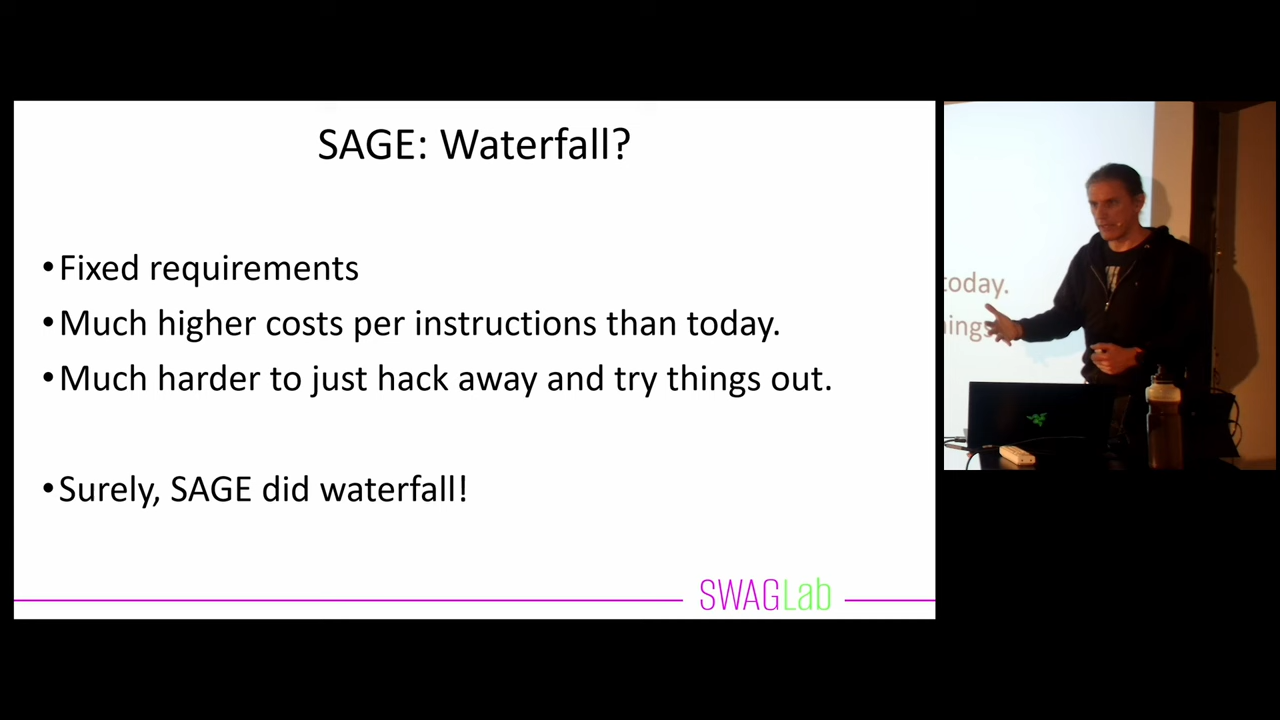 SAGE: Waterfall?
•Fixed requirements
•Much higher costs per instructions than today.
•Much harder to just hack away and try things out.
•Surely, SAGE did waterfall!
SWAGLab
today.
hings